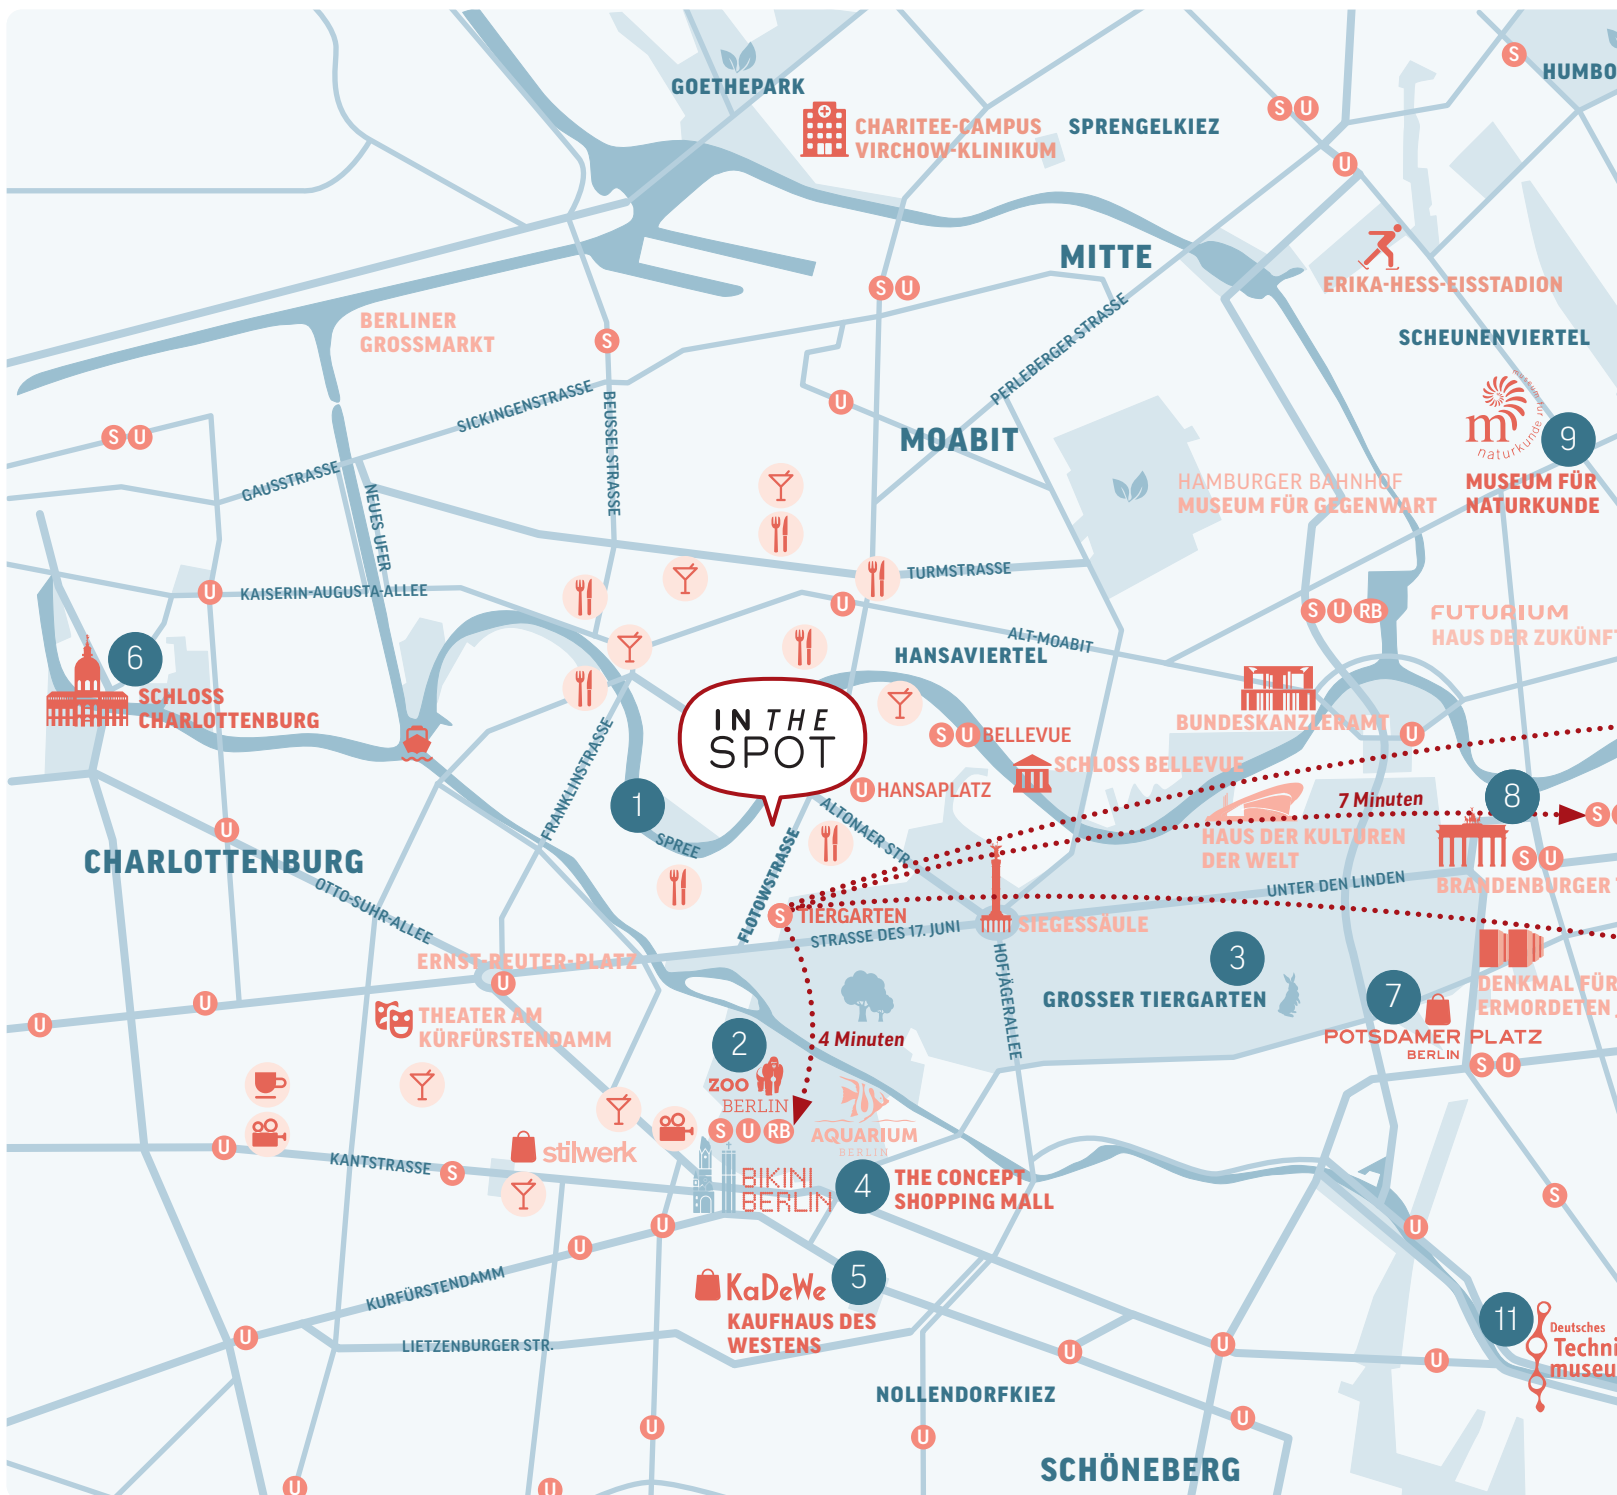 GOETHEPARK
S
HUMBO
CHARITEE-CAMPUS
VIRCHOW-KLINIKUM
SPRENGELKIEZ
S U
U
MITTE
ERIKA-HESS-EISSTADION
S U
PERLEBERGER STRASSE
BERLINER
GROSSMARKT
S
SCHEUNENVIERTEL
SICKINGENSTRASSE
BEUSSELSTRASSE
U
m
museum für
naturkunde
9
MUSEUM FÜR
NATURKUNDE
S U
MOABIT
GAUSSTRASSE
NEUES UFER
HAMBURGER BAHNHOF
MUSEUM FÜR GEGENWART
TURMSTRASSE
U
KAISERIN-AUGUSTA-ALLEE
U
S U RB
FUTURIUM
HAUS DER ZUKUNF
ALT-MOABIT
HANSAVIERTEL
6
SCHLOSS
CHARLOTTENBURG
IN THE
SPOT
S U BELLEVUE
BUNDESKANZLERAMT
U
SCHLOSS BELLEVUE
U HANSAPLATZ
FRANKLINSTRASSE
1
SPREE
ALTONAER STR.
7 Minuten
8
S
HAUS DER KULTUREN
DER WELT
S U
BRANDENBURGER
U
CHARLOTTENBURG
OTTO-SUHR-ALLEE
FLOTOWSTRASSE
S TIERGARTEN
STRASSE DES 17. JUNI
SIEGESSÄULE
UNTER DEN LINDEN
ERNST-REUTER-PLATZ
U
HOFJÄGERALLEE
3
GROSSER TIERGARTEN
DENKMAL FÜR
ERMORDETEN
7
POTSDAMER PLATZ
BERLIN
S U
U
U
THEATER AM
KÜRFÜRSTENDAMM
2
ZOO
BERLIN
S U RB
4 Minuten
AQUARIUM
BERLIN
U
KANTSTRASSE
S
stilwerk
BIKINI
BERLIN
4
THE CONCEPT
SHOPPING MALL
S
U
U
U
KURFÜRSTENDAMM
KaDeWe
5
KAUFHAUS DES
WESTENS
U
LIETZENBURGER STR.
U
U
U
11
Deutsches
Techni
museu
NOLLENDORFKIEZ
U
U
U
SCHÖNEBERG
U
U